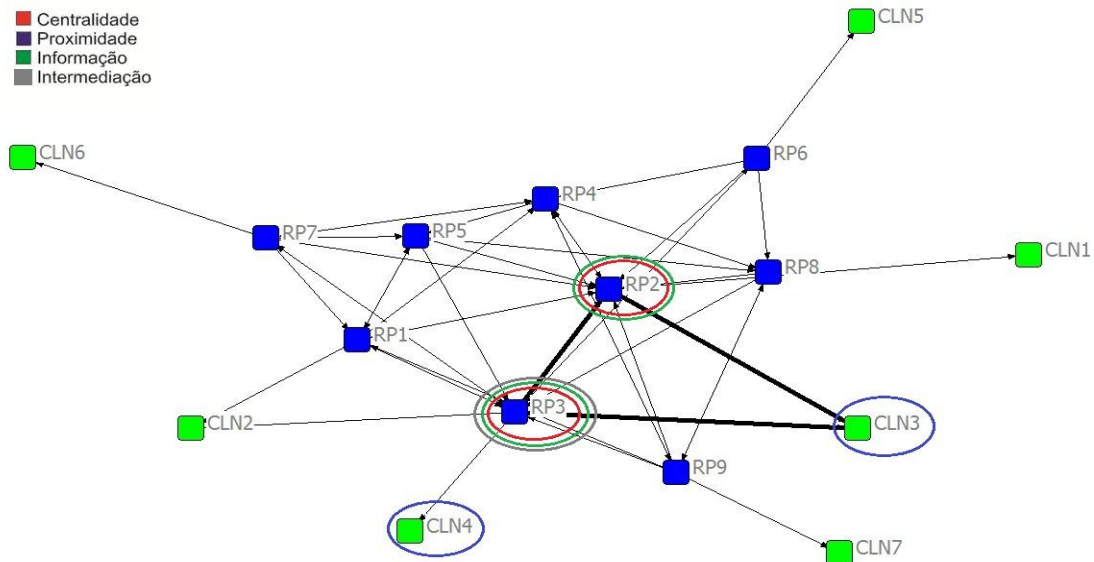 Centralidade
Proximidade
Informação
Intermediação
CLN5
CLN6
RP6
RP4
RP7
RP5
CLN1
RP8
RP2
RP1
RP3
CLN2
CLN3
RP9
CLN4
CLN7